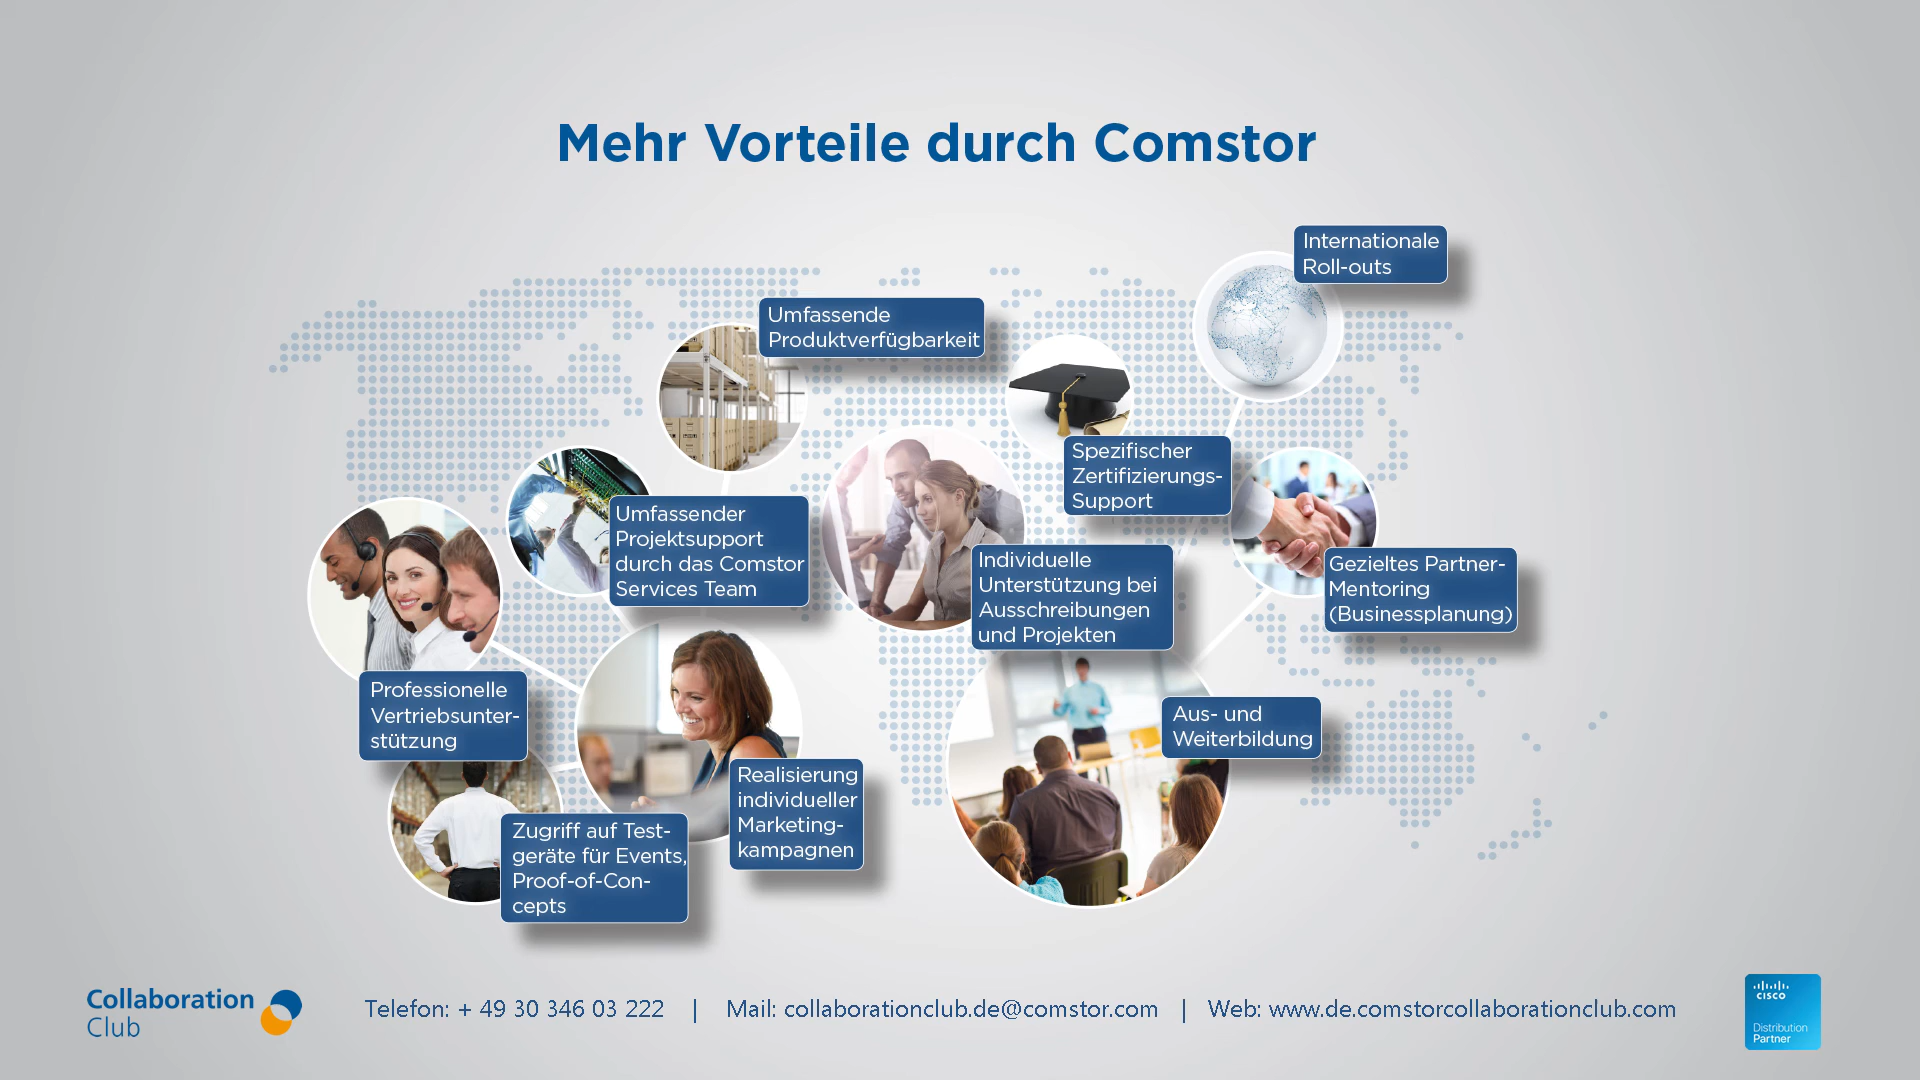 Mehr Vorteile durch Comstor
Internationale
Roll-outs
Umfassende
Produktverfügbarkeit
Spezifischer
Zertifizierungs-
Support
Umfassender
Projektsupport
durch das Comstor
Services Team
Individuelle
Unterstützung bei
Ausschreibungen
und Projekten
Gezieltes Partner-
Mentoring
(Businessplanung)
Professionelle
Vertriebsunter-
stützung
Aus- und
Weiterbildung
Realisierung
individueller
Marketing-
kampagnen
Zugriff auf Test-
geräte für Events,
Proof-of-Con-
cepts
Collaboration
Club
Telefon: + 49 30 346 03 222 | Mail: collaborationclub.de@comstor.com | Web: www.de.comstorcollaborationclub.com
CISCO
Distribution
Partner